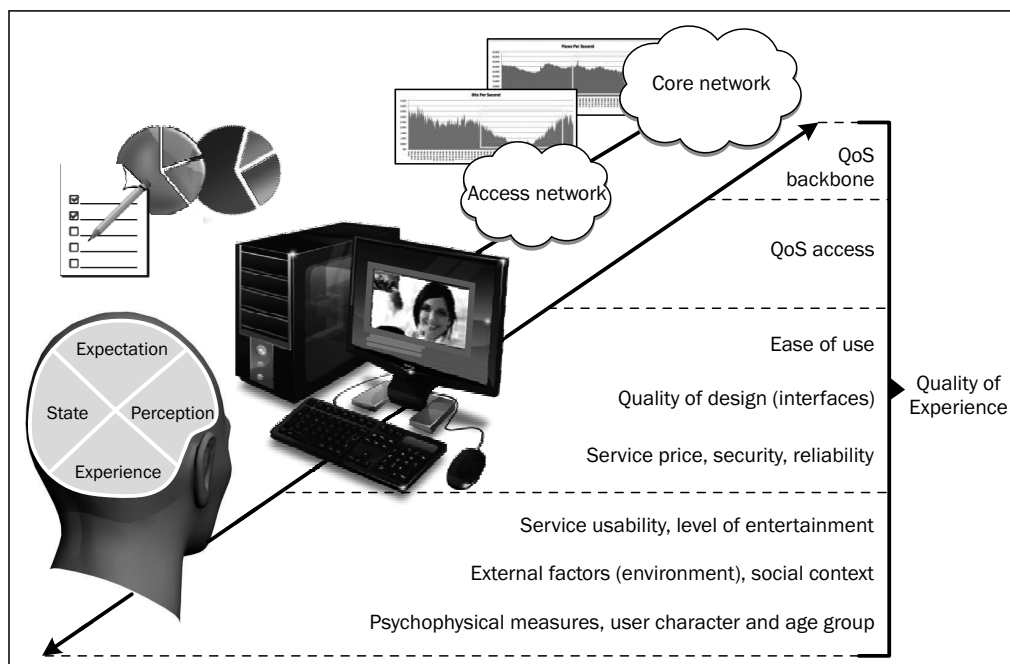 Flows Per Second
Core network
Bits Per Second
Access network
QoS
backbone
QoS access
Ease of use
Quality of design (interfaces)
Service price, security, reliability
Quality of
Experience
Expectation
State
Perception
Experience
Service usability, level of entertainment
External factors (environment), social context
Psychophysical measures, user character and age group